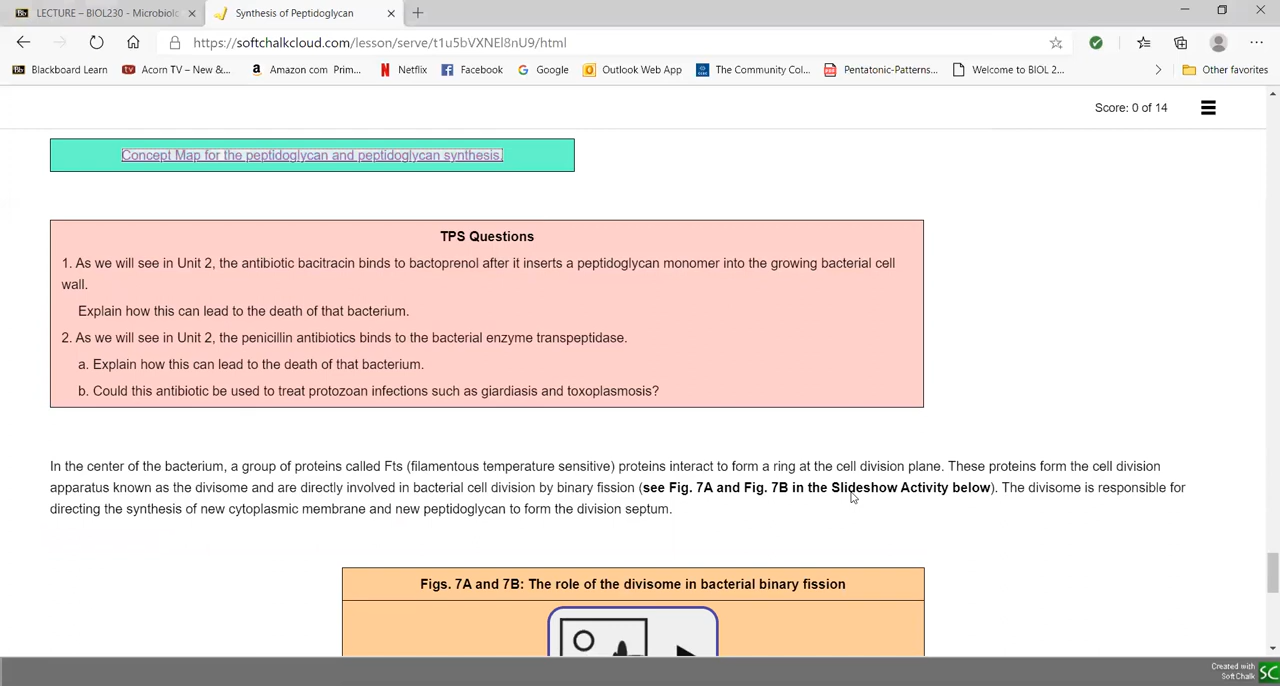 LECTURE – BIOL230 - Microbiolo
Synthesis of Peptidoglycan
https://softchalkcloud.com/lesson/serve/t1u5bVXNEl8nU9/html
Blackboard Learn
Acorn TV – New &...
Amazon com Prim...
Netflix
Facebook
Google
Outlook Web App
The Community Col...
Pentatonic-Patterns...
Welcome to BIOL 2...
Other favorites
Score: 0 of 14
Concept Map for the peptidoglycan and peptidoglycan synthesis.
TPS Questions
1. As we will see in Unit 2, the antibiotic bacitracin binds to bactoprenol after it inserts a peptidoglycan monomer into the growing bacterial cell
wall.
Explain how this can lead to the death of that bacterium.
2. As we will see in Unit 2, the penicillin antibiotics binds to the bacterial enzyme transpeptidase.
a. Explain how this can lead to the death of that bacterium.
b. Could this antibiotic be used to treat protozoan infections such as giardiasis and toxoplasmosis?
In the center of the bacterium, a group of proteins called Fts (filamentous temperature sensitive) proteins interact to form a ring at the cell division plane. These proteins form the cell division
apparatus known as the divisome and are directly involved in bacterial cell division by binary fission (see Fig. 7A and Fig. 7B in the Slideshow Activity below). The divisome is responsible for
directing the synthesis of new cytoplasmic membrane and new peptidoglycan to form the division septum.
Figs. 7A and 7B: The role of the divisome in bacterial binary fission
Created with
SoftChalk
SC